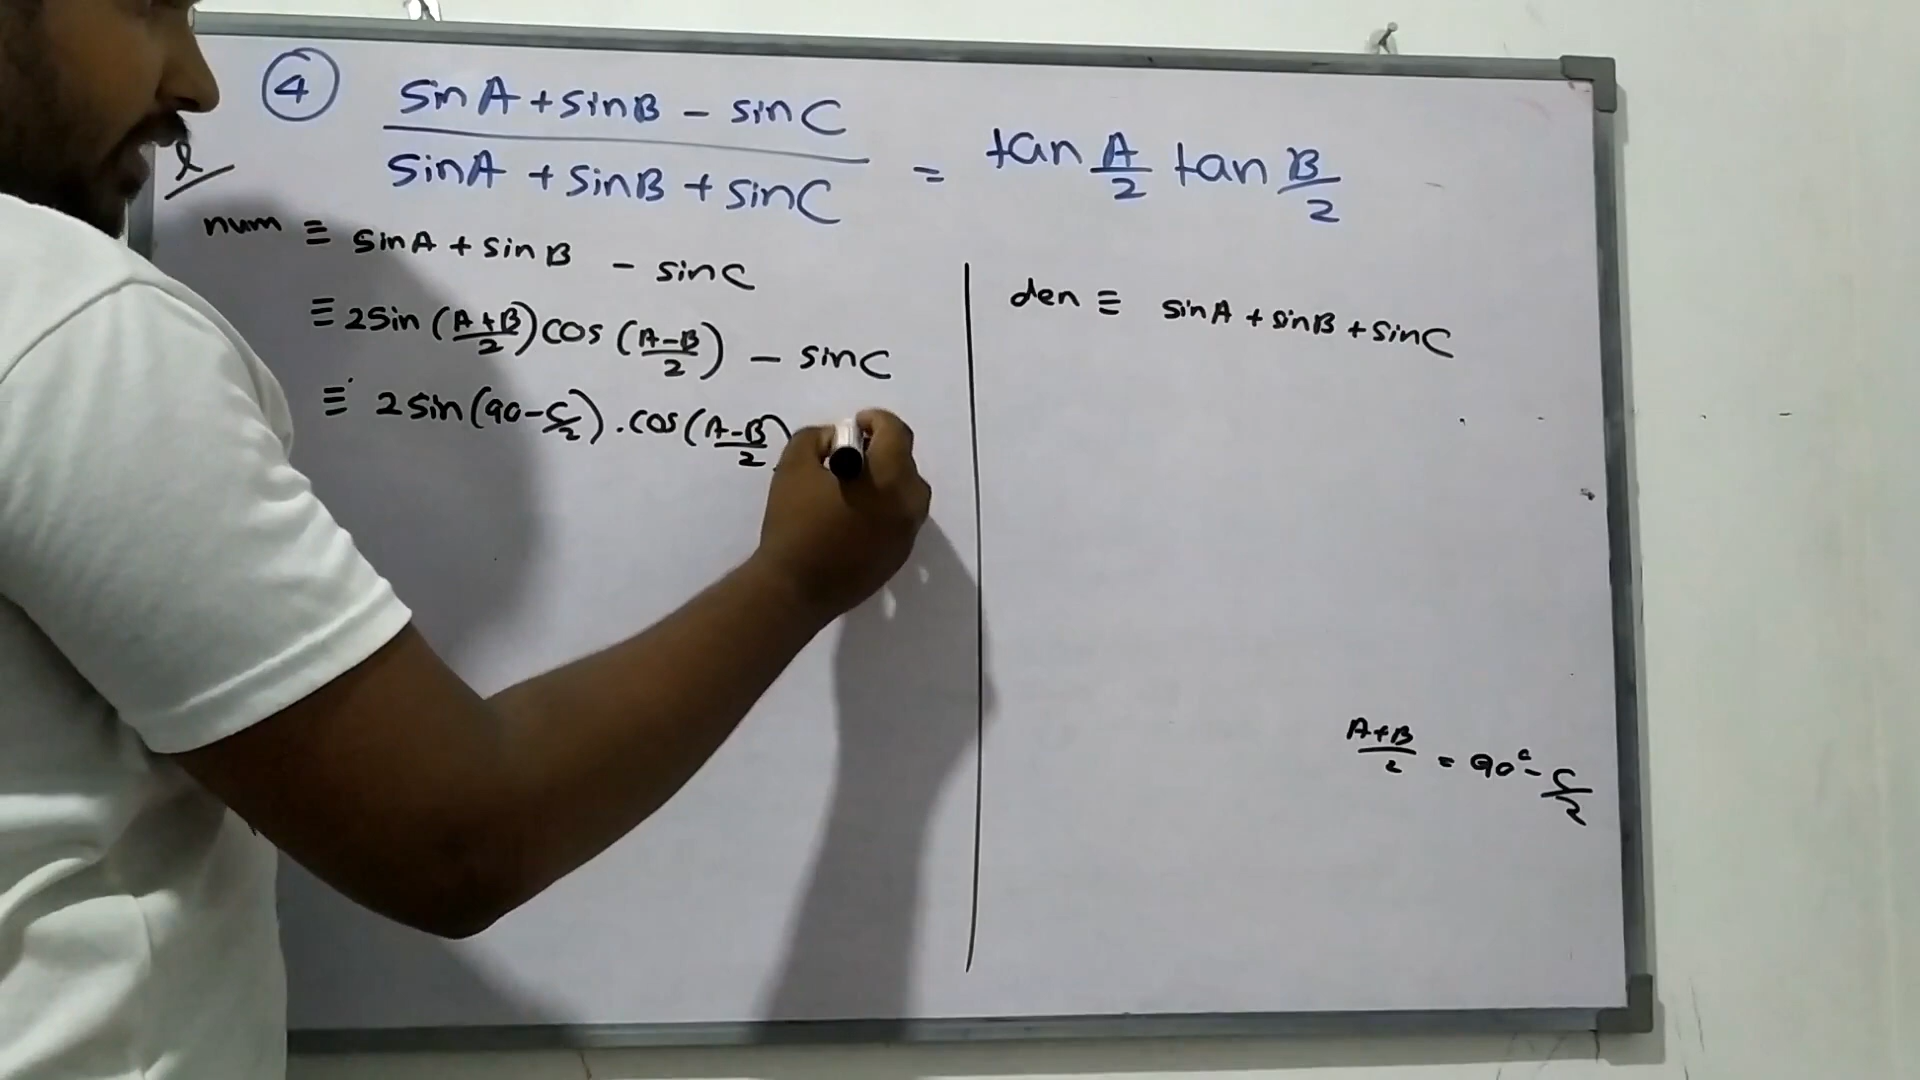 ④ sinA + sinB - sinC / sinA + sinB + sinC = tan A/2 tan B/2
num ≡ sinA + sinB - sinC
≡ 2sin (A+B/2) cos (A-B/2) - sinC
≡ 2sin(90-C/2) . cos(A-B/2)
den ≡ sinA + sinB + sinC
A+B/2 = 90° - C/2